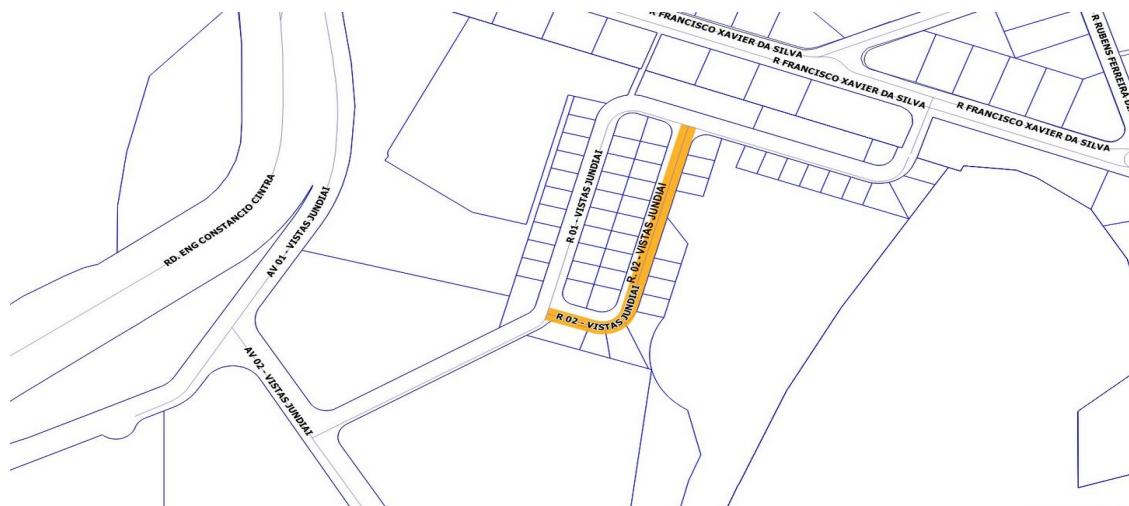 R FRANCISCO XAVIER DA SILVA
R FRANCISCO XAVIER DA SILVA
R FRANCISCO XAVIER DA SILVA
R RUBENS FERREIRA
RD. ENG CONSTANCIO CINTRA
AV 01 - VISTAS JUNDIAI
R 01 - VISTAS JUNDIAI
R. 02 - VISTAS JUNDIAI
R 02 - VISTAS JUNDIAI
AV 02 - VISTAS JUNDIAI